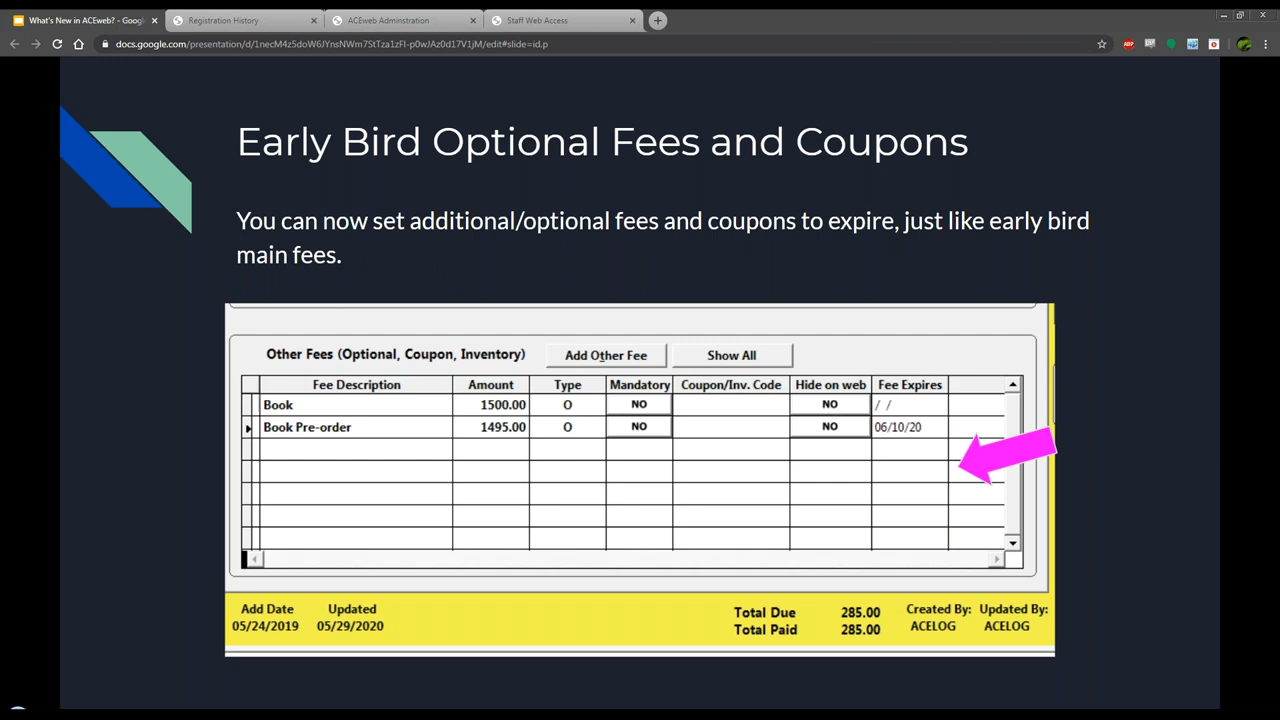 What's New in ACEweb? - Goog
Registration History
ACEweb Adminstration
Staff Web Access
docs.google.com/presentation/d/1necM4z5doW6JYnsNWm7StTza1zFI-p0wJAz0d17V1jM/edit#slide=id.p
ABP
Early Bird Optional Fees and Coupons
You can now set additional/optional fees and coupons to expire, just like early bird
main fees.
Other Fees (Optional, Coupon, Inventory) Add Other Fee Show All
Fee Description Amount Type Mandatory Coupon/Inv. Code Hide on web Fee Expires
Book 1500.00 O NO NO / /
Book Pre-order 1495.00 O NO NO 06/10/20
Add Date Updated Total Due 285.00 Created By: Updated By:
05/24/2019 05/29/2020 Total Paid 285.00 ACELOG ACELOG